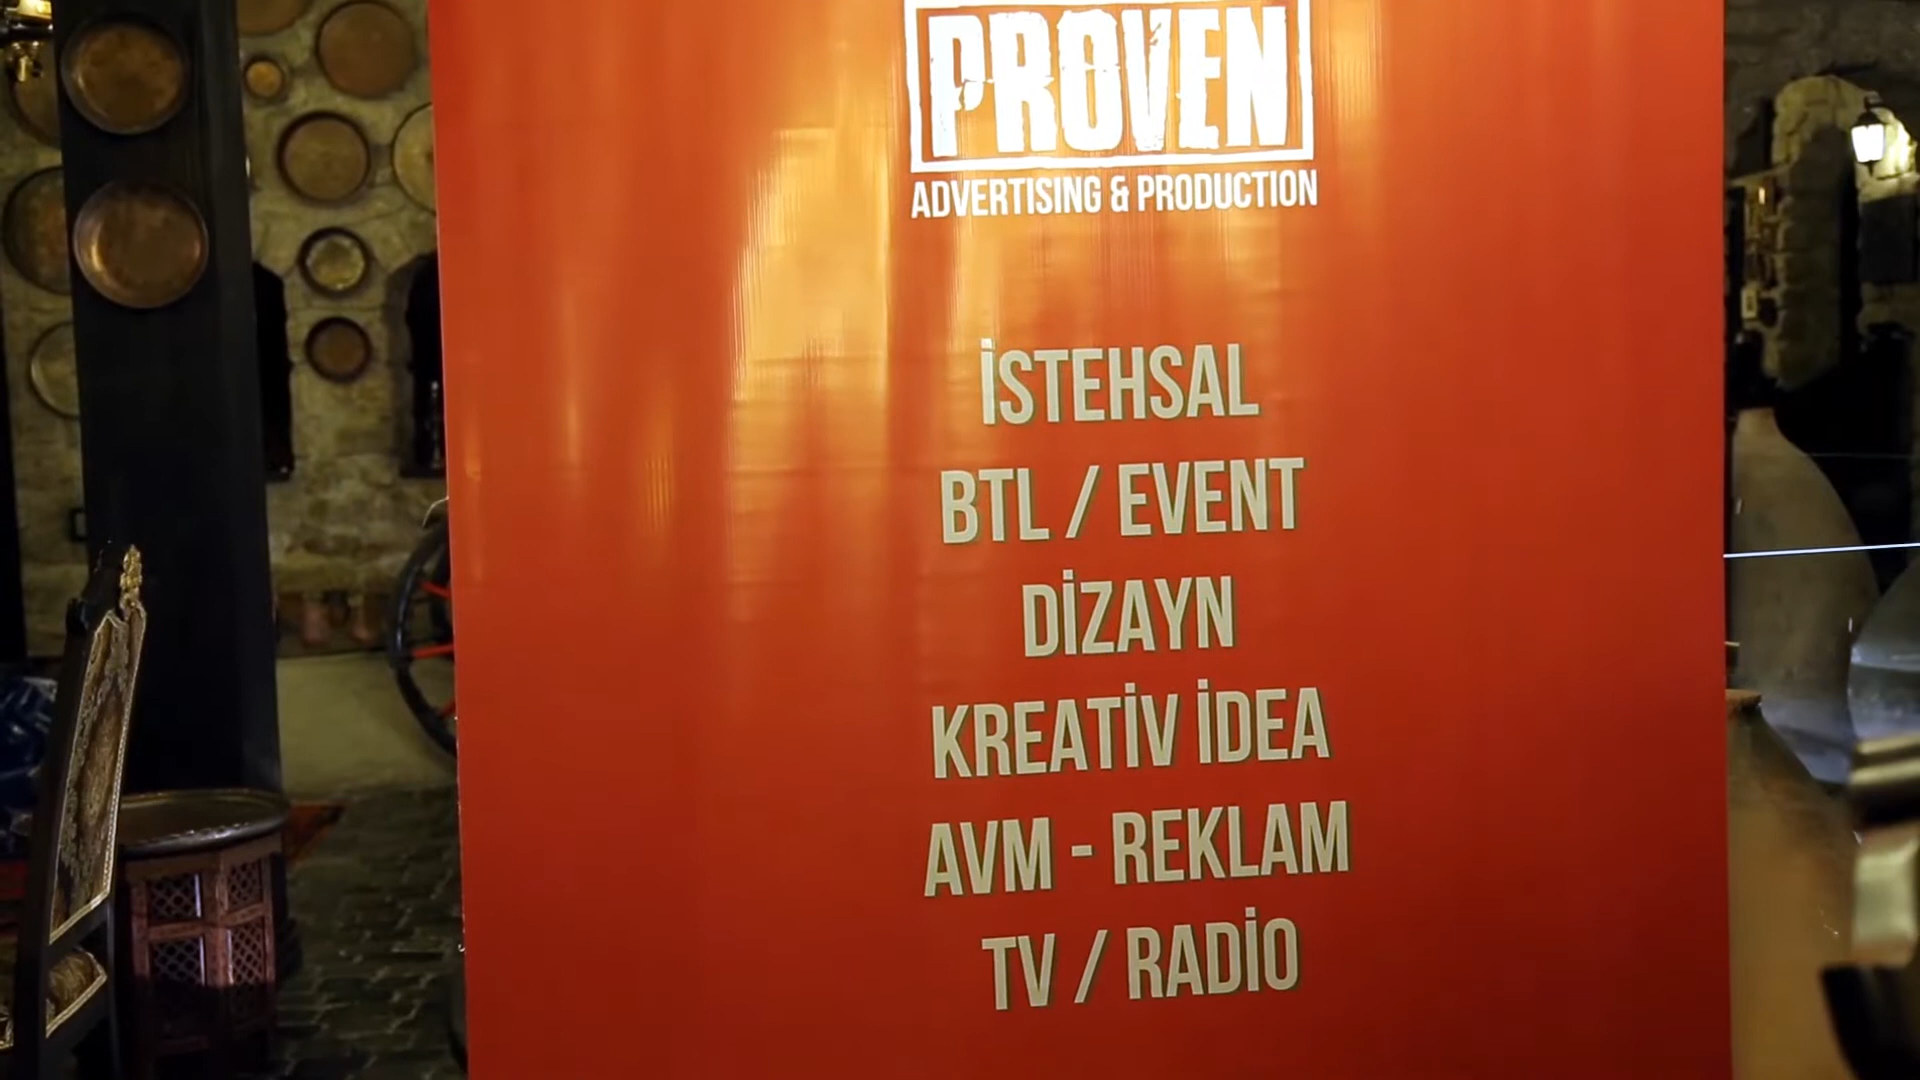 PROVEN
ADVERTISING & PRODUCTION
İSTEHSAL
BTL / EVENT
DİZAYN
KREATİV İDEA
AVM - REKLAM
TV / RADİO